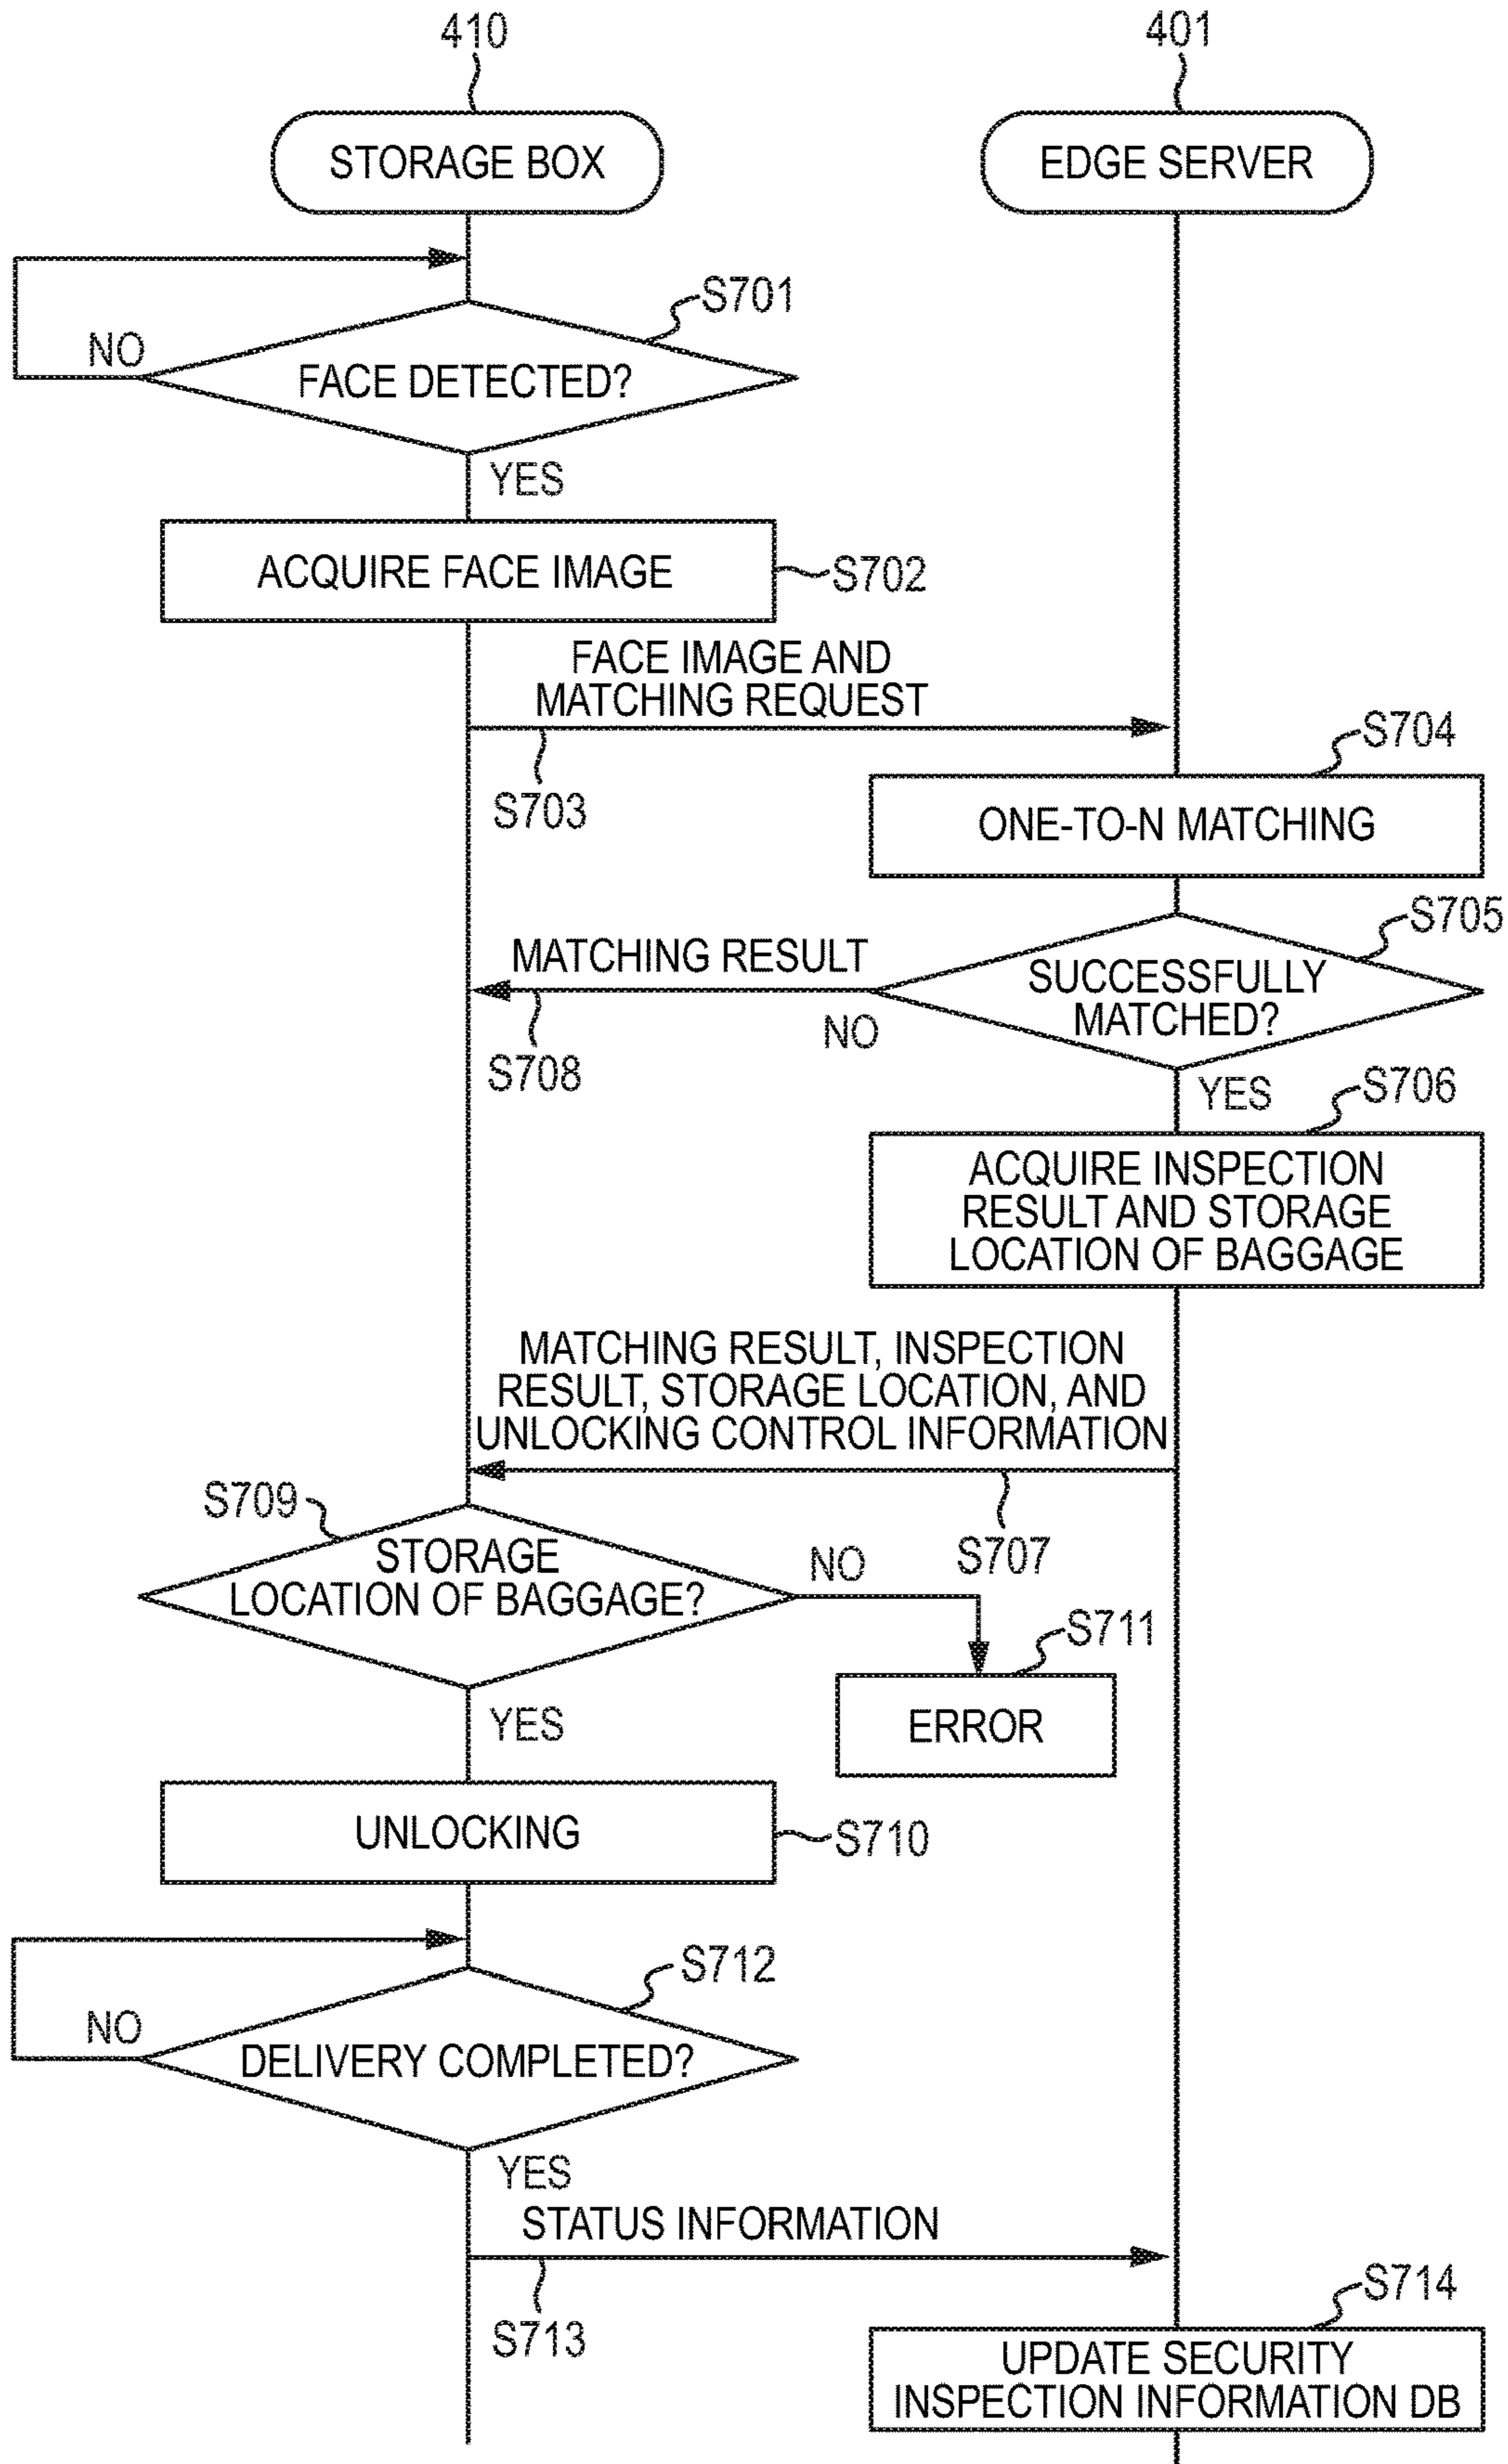 410
401
STORAGE BOX
EDGE SERVER
S701
NO
FACE DETECTED?
YES
ACQUIRE FACE IMAGE
S702
FACE IMAGE AND
MATCHING REQUEST
S703
S704
ONE-TO-N MATCHING
S705
MATCHING RESULT
SUCCESSFULLY
MATCHED?
NO
S708
YES
S706
ACQUIRE INSPECTION
RESULT AND STORAGE
LOCATION OF BAGGAGE
MATCHING RESULT, INSPECTION
RESULT, STORAGE LOCATION, AND
UNLOCKING CONTROL INFORMATION
S709
S707
STORAGE
LOCATION OF BAGGAGE?
NO
S711
ERROR
YES
UNLOCKING
S710
S712
NO
DELIVERY COMPLETED?
YES
STATUS INFORMATION
S713
S714
UPDATE SECURITY
INSPECTION INFORMATION DB